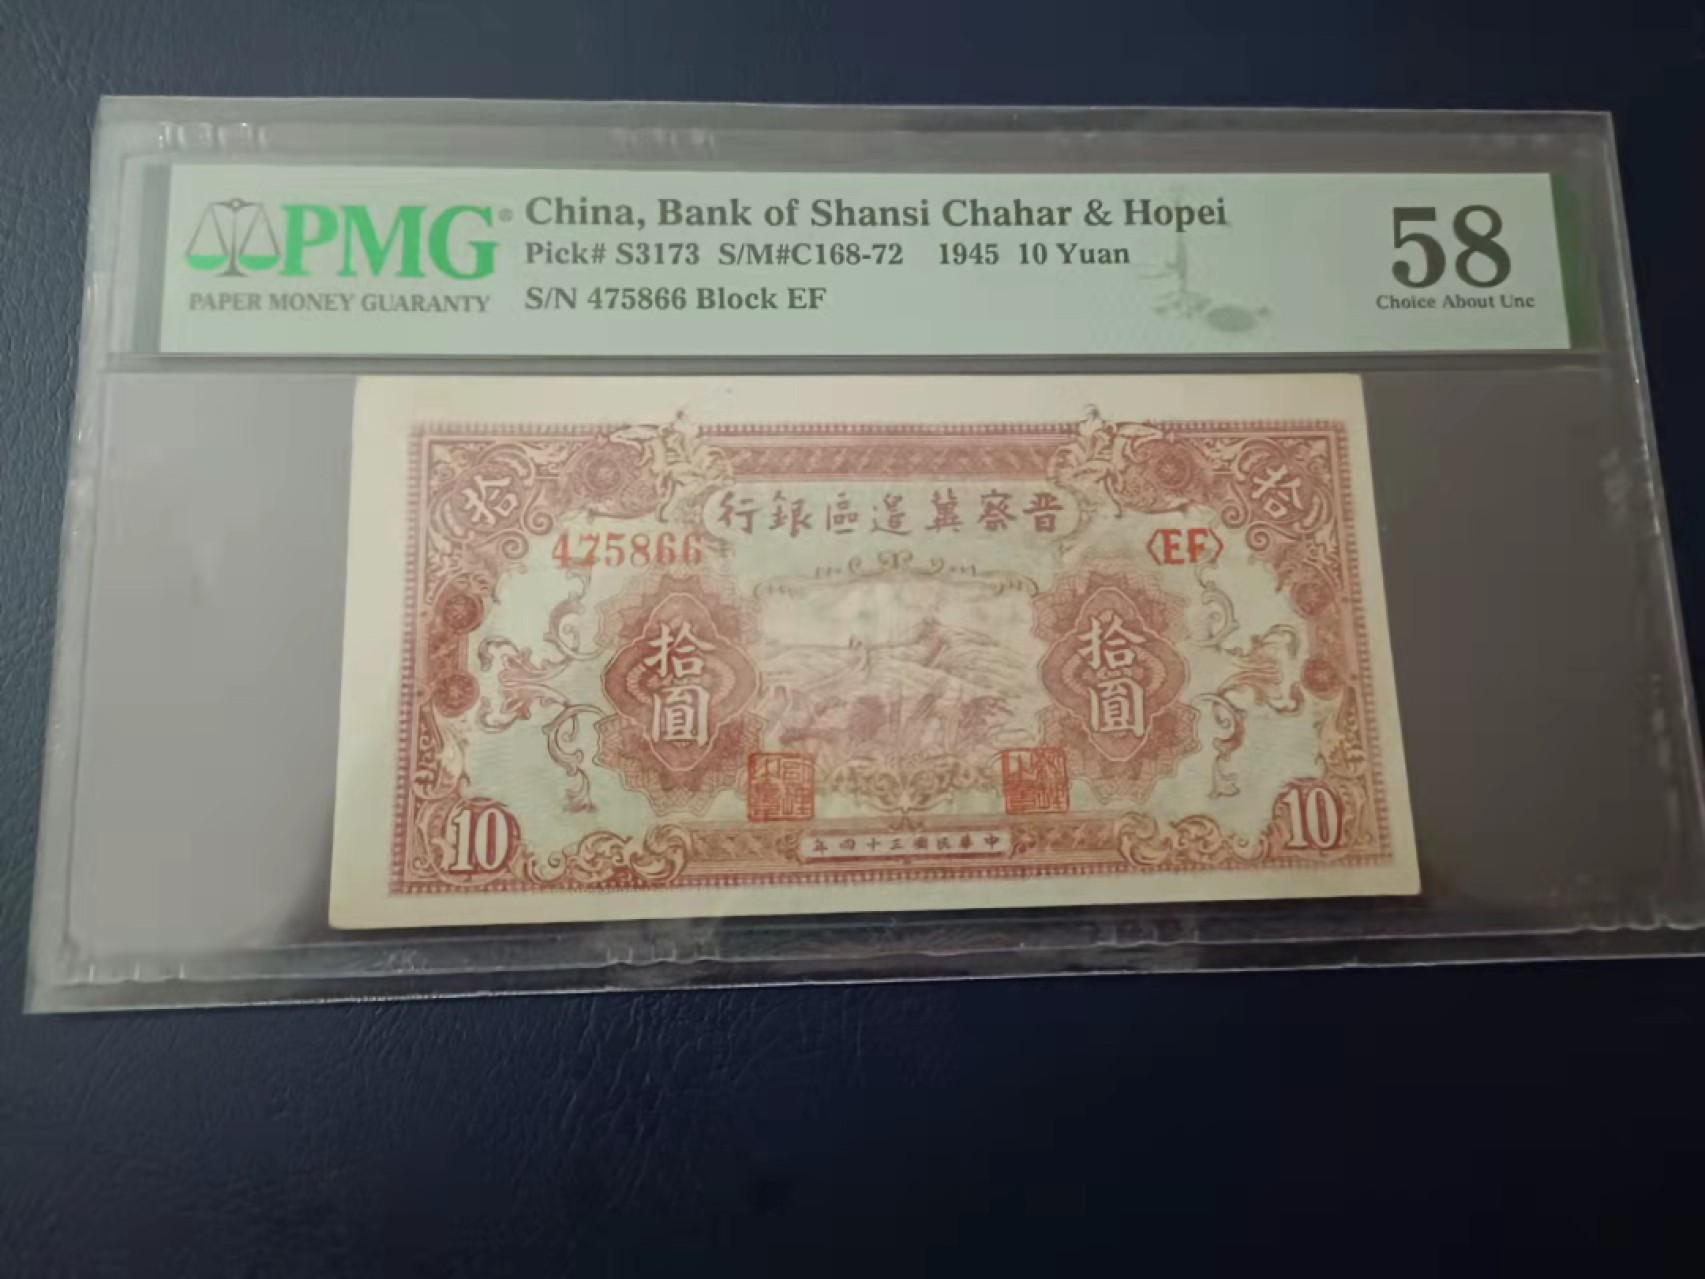 PMG®
PAPER MONEY GUARANTY
China, Bank of Shansi Chahar & Hopei
Pick# S3173 S/M#C168-72 1945 10 Yuan
S/N 475866 Block EF
58
Choice About Unc
拾
拾
晋察冀邊區銀行
475866
〈EF〉
拾圓
拾圓
10
10
中華民國三十四年